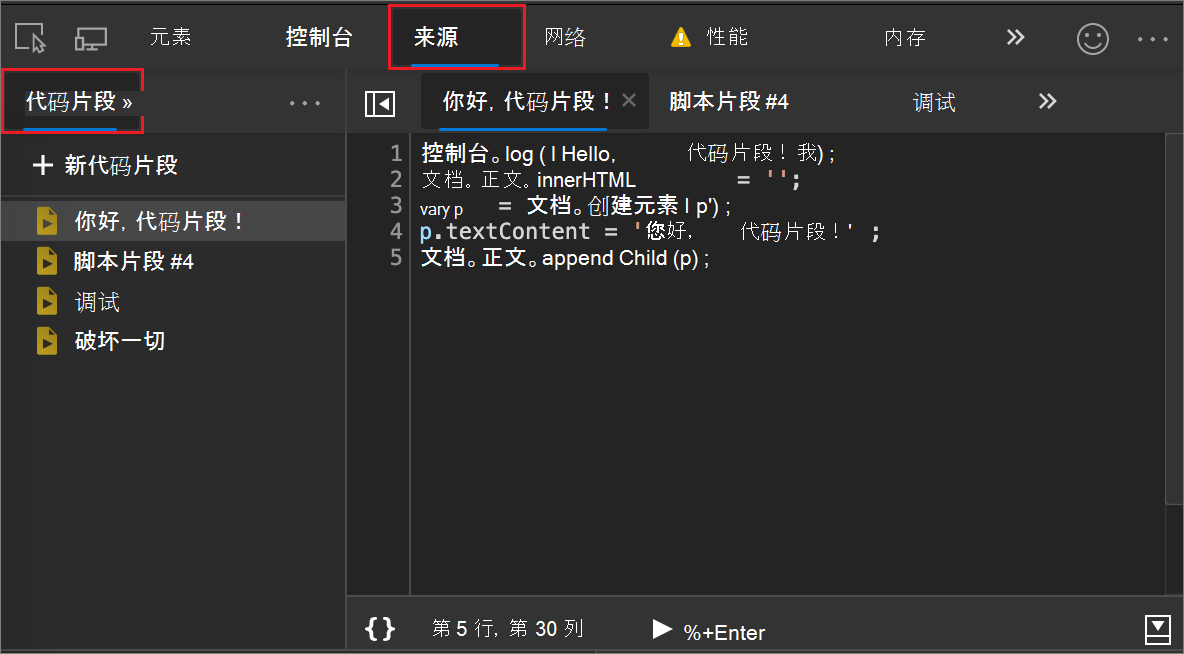 元素 控制台 来源 网络 性能 内存 »
代码片段 » ··· 你好, 代码片段！ × 脚本片段 #4 调试 »
+ 新代码片段
你好, 代码片段！
脚本片段 #4
调试
破坏一切
1 控制台。log ( l Hello, 代码片段！我) ;
2 文档。正文。innerHTML = '';
3 vary p = 文档。创建元素 l p') ;
4 p.textContent = '您好, 代码片段！' ;
5 文档。正文。append Child (p) ;
{} 第 5 行, 第 30 列 %+Enter